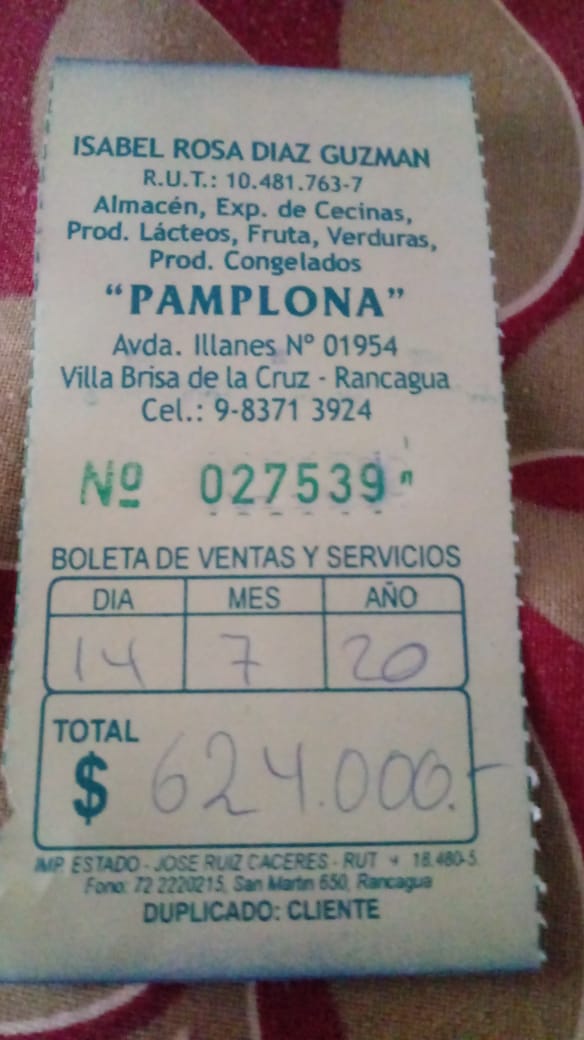 ISABEL ROSA DIAZ GUZMAN
R.U.T.: 10.481.763-7
Almacén, Exp. de Cecinas,
Prod. Lácteos, Fruta, Verduras,
Prod. Congelados
“PAMPLONA”
Avda. Illanes N° 01954
Villa Brisa de la Cruz - Rancagua
Cel.: 9-8371 3924
Nº 027539
BOLETA DE VENTAS Y SERVICIOS
DIA MES AÑO
14 7 20
TOTAL
$ 624.000.-
IMP. ESTADO - JOSE RUIZ CACERES - RUT
Fono: 72 2220215, San Martin 650, Rancagua
DUPLICADO: CLIENTE